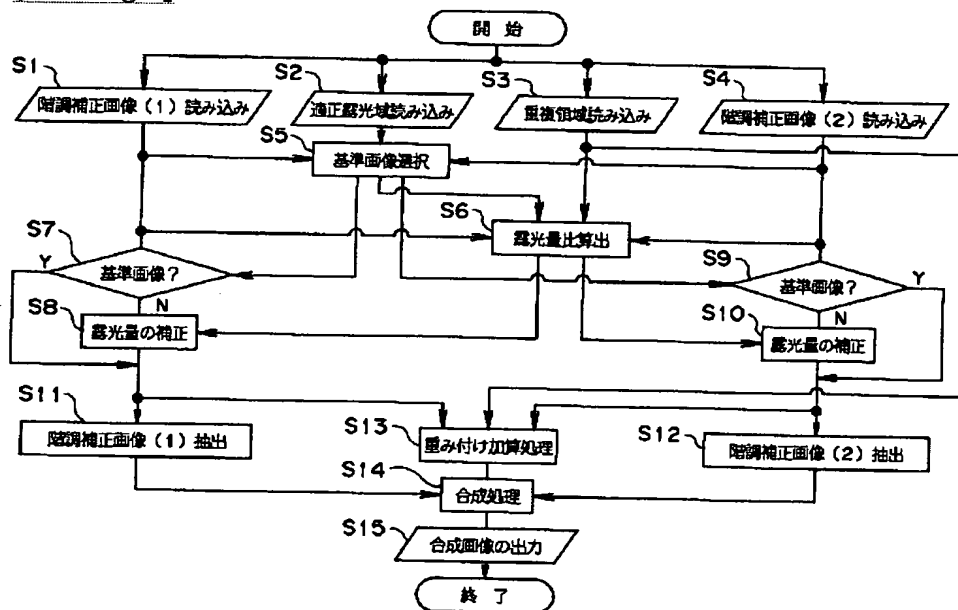 開 始
S1
階調補正画像(1)読み込み
S2
適正露光域読み込み
S3
重複領域読み込み
S4
階調補正画像(2)読み込み
S5
基準画像選択
S6
露光量比算出
S7
Y
基準画像?
N
S8
露光量の補正
S9
Y
基準画像?
N
S10
露光量の補正
S11
階調補正画像(1)抽出
S13
重み付け加算処理
S12
階調補正画像(2)抽出
S14
合成処理
S15
合成画像の出力
終 了